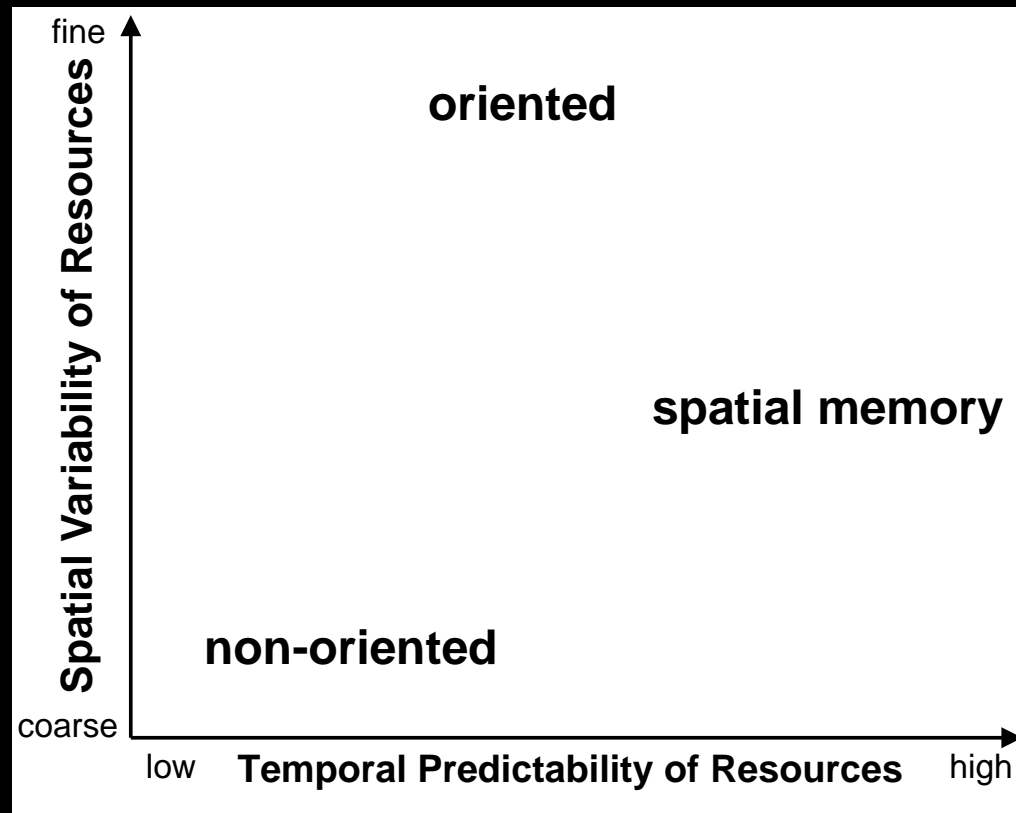 fine
Spatial Variability of Resources
oriented
spatial memory
non-oriented
coarse
low
Temporal Predictability of Resources
high